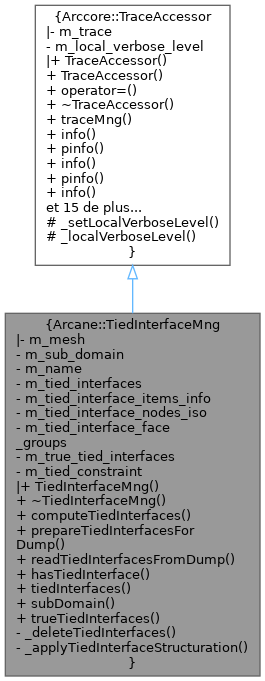 {Arccore::TraceAccessor
|- m_trace
- m_local_verbose_level
|+ TraceAccessor()
+ TraceAccessor()
+ operator=()
+ ~TraceAccessor()
+ traceMng()
+ info()
+ pinfo()
+ info()
+ pinfo()
+ info()
et 15 de plus...
# _setLocalVerboseLevel()
# _localVerboseLevel()
}
{Arcane::TiedInterfaceMng
|- m_mesh
- m_sub_domain
- m_name
- m_tied_interfaces
- m_tied_interface_items_info
- m_tied_interface_nodes_iso
- m_tied_interface_face
_groups
- m_true_tied_interfaces
- m_tied_constraint
|+ TiedInterfaceMng()
+ ~TiedInterfaceMng()
+ computeTiedInterfaces()
+ prepareTiedInterfacesFor
Dump()
+ readTiedInterfacesFromDump()
+ hasTiedInterface()
+ tiedInterfaces()
+ subDomain()
+ trueTiedInterfaces()
- _deleteTiedInterfaces()
- _applyTiedInterfaceStructuration()
}